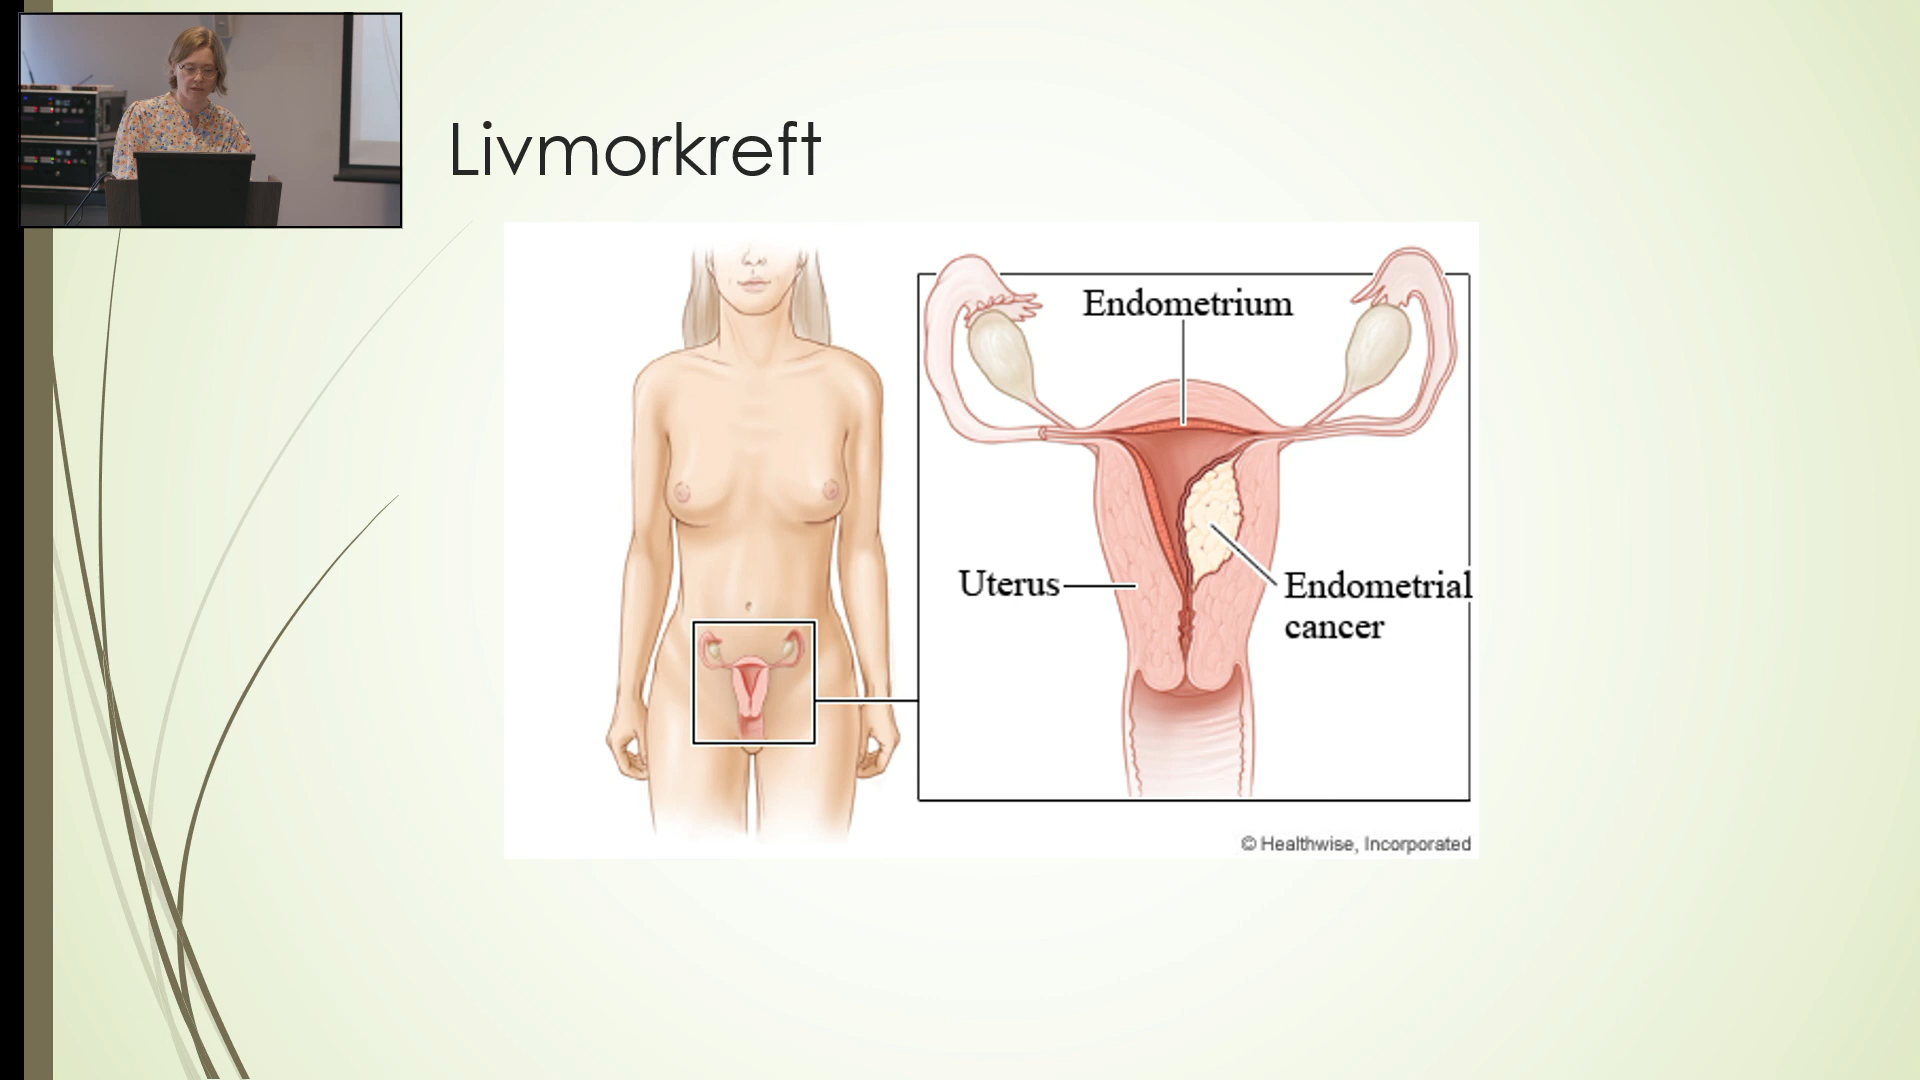 Livmorkreft
Endometrium
Uterus
Endometrial
cancer
© Healthwise, Incorporated